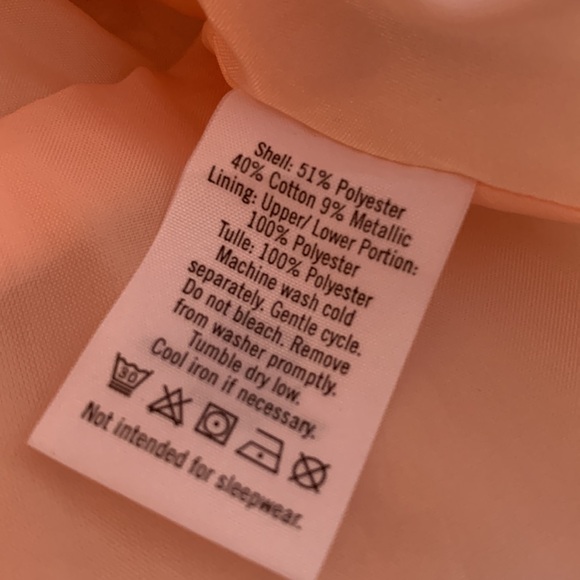 Shell: 51% Polyester
40% Cotton 9% Metallic
Lining: Upper/ Lower Portion:
100% Polyester
Tulle: 100% Polyester
Machine wash cold
separately. Gentle cycle.
Do not bleach. Remove
from washer promptly.
Tumble dry low.
Cool iron if necessary.
30
Not intended for sleepwear.